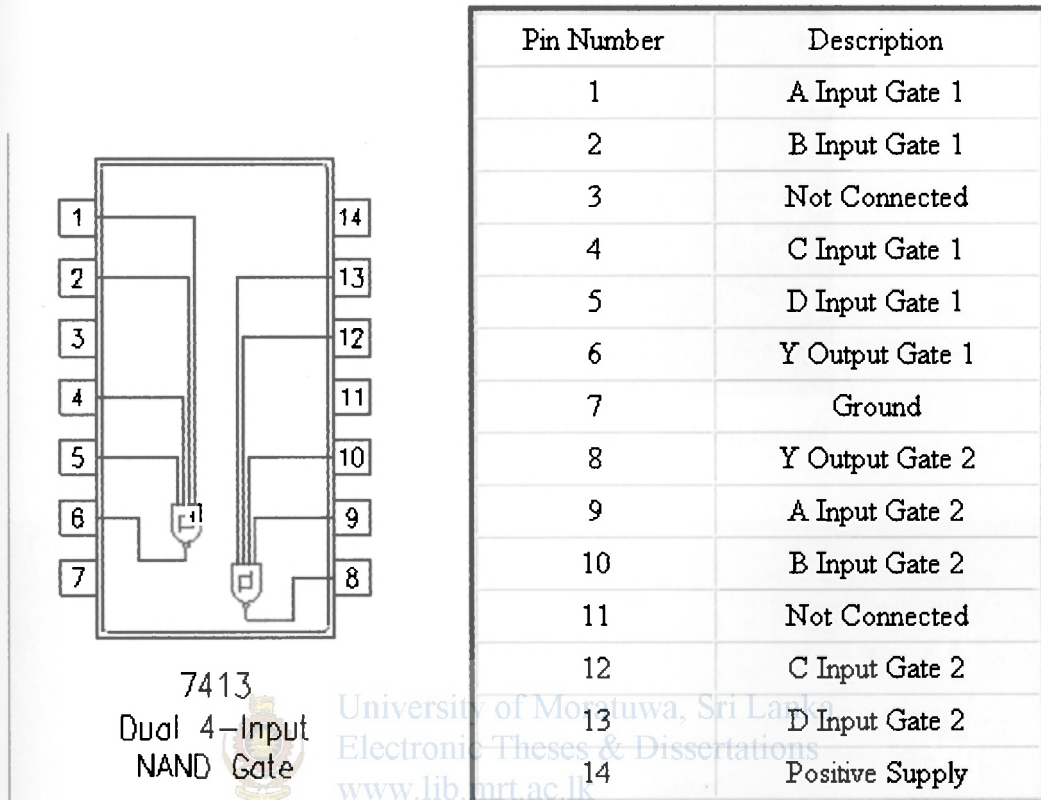 1
2
3
4
5
6
7
14
13
12
11
10
9
8
7413
Dual 4-Input
NAND Gate
Pin Number Description
1 A Input Gate 1
2 B Input Gate 1
3 Not Connected
4 C Input Gate 1
5 D Input Gate 1
6 Y Output Gate 1
7 Ground
8 Y Output Gate 2
9 A Input Gate 2
10 B Input Gate 2
11 Not Connected
12 C Input Gate 2
13 D Input Gate 2
14 Positive Supply
University of Moratuwa, Sri Lanka
Electronic Theses & Dissertations
www.lib.mrt.ac.lk